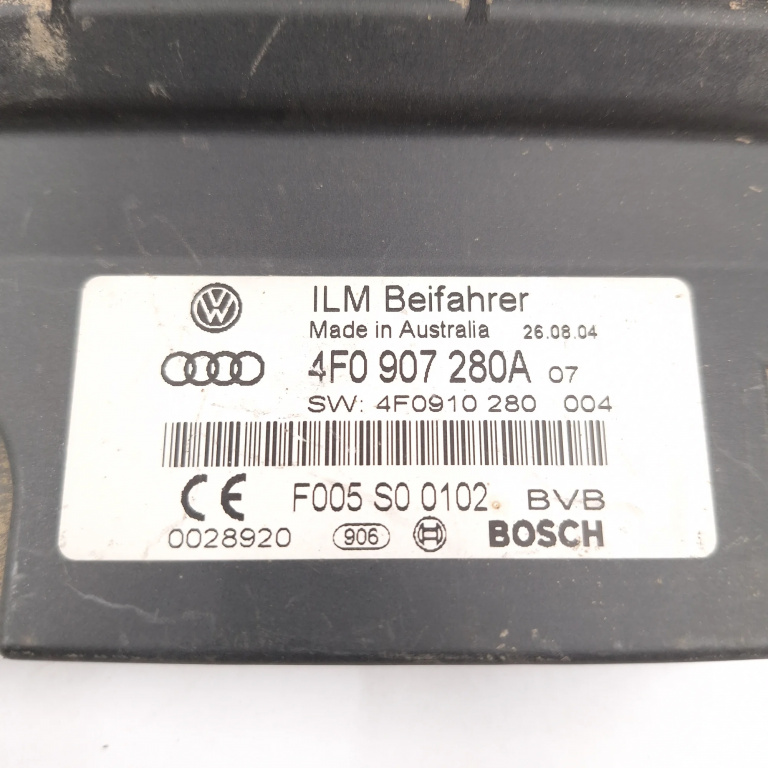 ILM Beifahrer
Made in Australia 26.08.04
4F0 907 280A 07
SW: 4F0910 280 004
CE F005 S0 0102 BVB
0028920 906 BOSCH